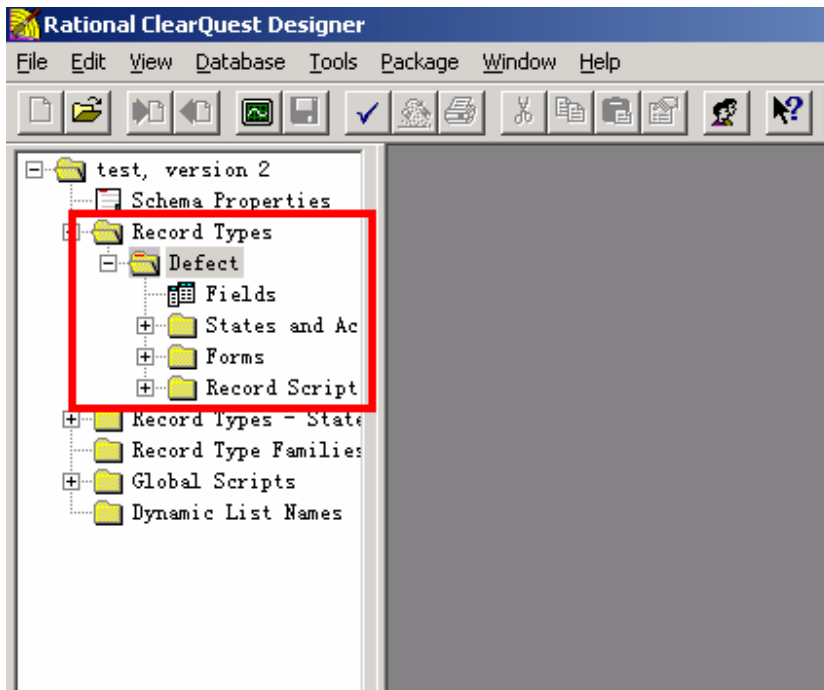 Rational ClearQuest Designer
File Edit View Database Tools Package Window Help
test, version 2
Schema Properties
Record Types
Defect
Fields
States and Ac
Forms
Record Script
Record Types - State
Record Type Families
Global Scripts
Dynamic List Names